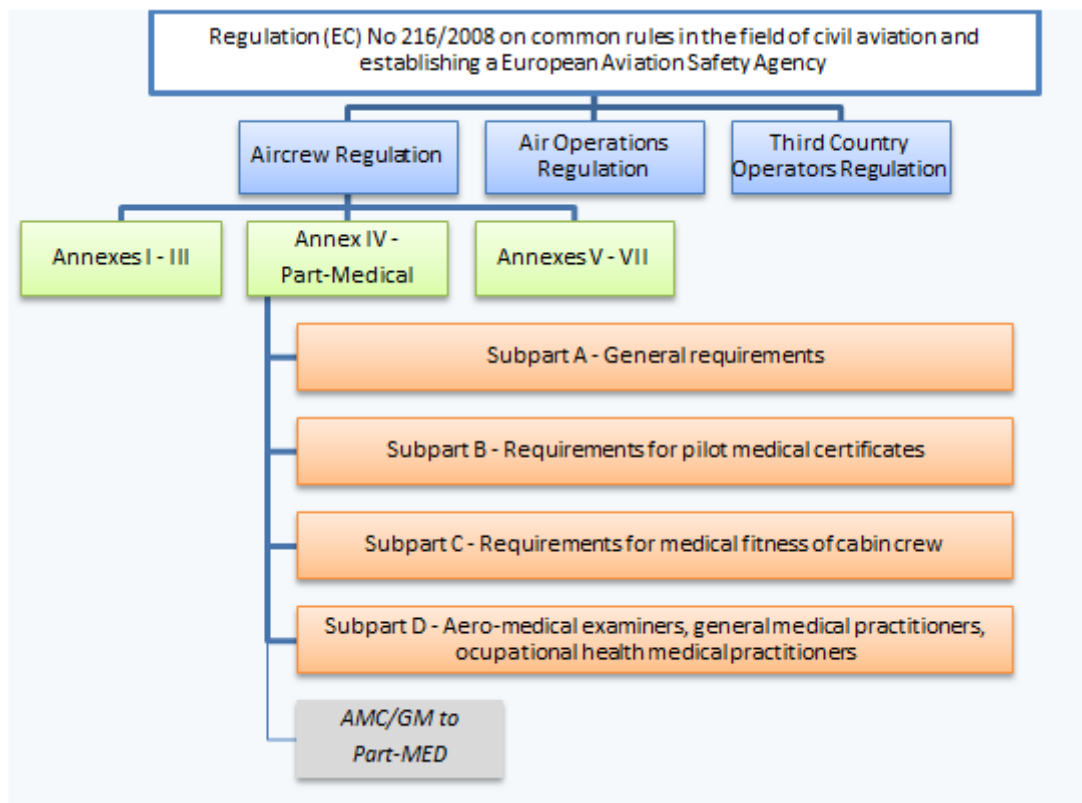 Regulation (EC) No 216/2008 on common rules in the field of civil aviation and
establishing a European Aviation Safety Agency
Aircrew Regulation
Air Operations
Regulation
Third Country
Operators Regulation
Annexes I - III
Annex IV -
Part-Medical
Annexes V - VII
Subpart A - General requirements
Subpart B - Requirements for pilot medical certificates
Subpart C - Requirements for medical fitness of cabin crew
Subpart D - Aero-medical examiners, general medical practitioners,
ocupational health medical practitioners
AMC/GM to
Part-MED